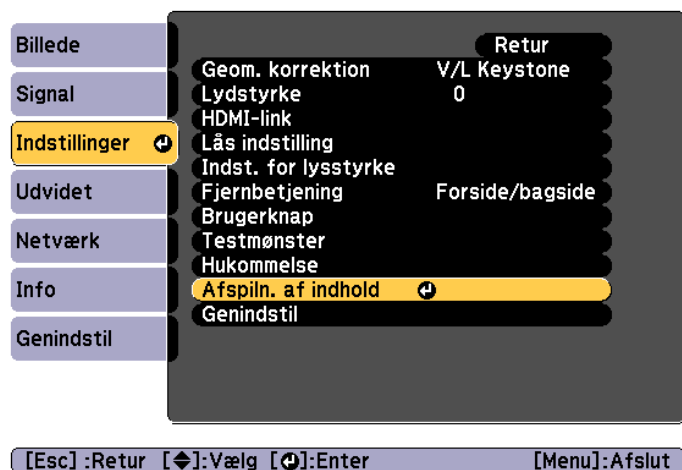 Billede
Signal
Indstillinger
Udvidet
Netværk
Info
Genindstil
Retur
Geom. korrektion V/L Keystone
Lydstyrke 0
HDMI-link
Lås indstilling
Indst. for lysstyrke
Fjernbetjening Forside/bagside
Brugerknap
Testmønster
Hukommelse
Afspiln. af indhold
Genindstil
[Esc] :Retur [◆]:Vælg [↵]:Enter [Menu]:Afslut